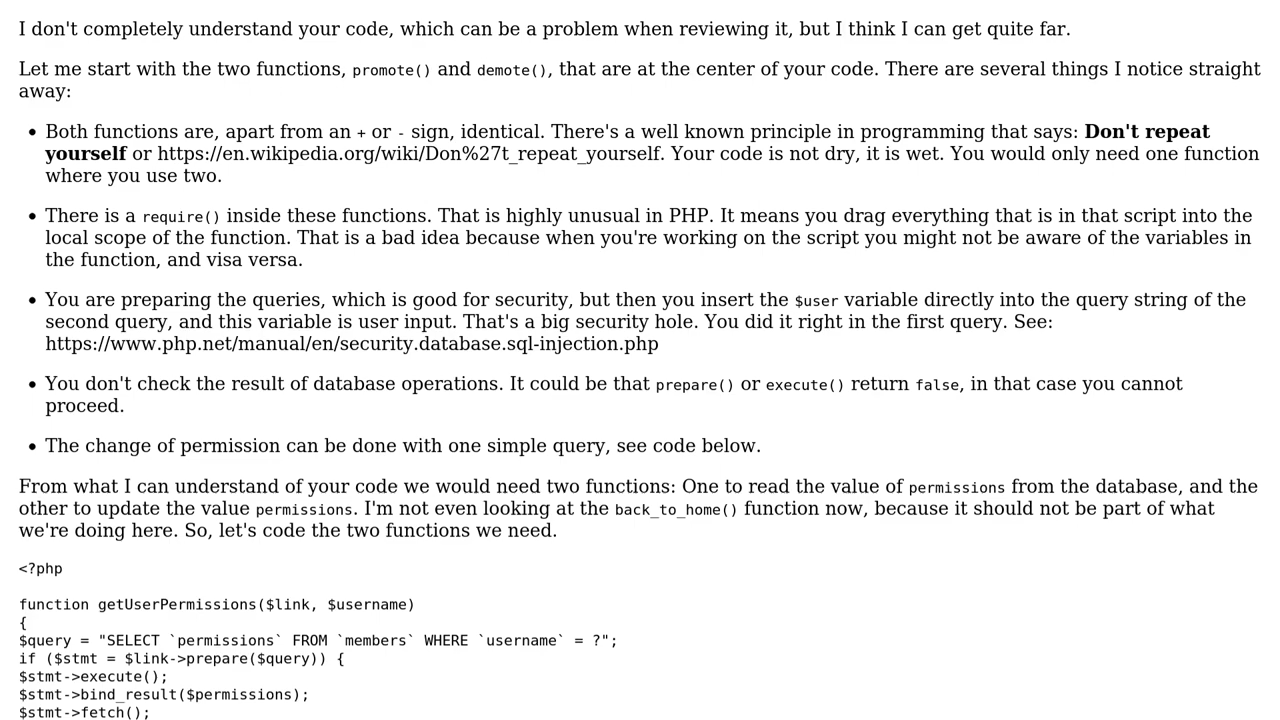 I don't completely understand your code, which can be a problem when reviewing it, but I think I can get quite far.
Let me start with the two functions, promote() and demote(), that are at the center of your code. There are several things I notice straight
away:
• Both functions are, apart from an + or - sign, identical. There's a well known principle in programming that says: Don't repeat
yourself or https://en.wikipedia.org/wiki/Don%27t_repeat_yourself. Your code is not dry, it is wet. You would only need one function
where you use two.
• There is a require() inside these functions. That is highly unusual in PHP. It means you drag everything that is in that script into the
local scope of the function. That is a bad idea because when you're working on the script you might not be aware of the variables in
the function, and visa versa.
• You are preparing the queries, which is good for security, but then you insert the $user variable directly into the query string of the
second query, and this variable is user input. That's a big security hole. You did it right in the first query. See:
https://www.php.net/manual/en/security.database.sql-injection.php
• You don't check the result of database operations. It could be that prepare() or execute() return false, in that case you cannot
proceed.
• The change of permission can be done with one simple query, see code below.
From what I can understand of your code we would need two functions: One to read the value of permissions from the database, and the
other to update the value permissions. I'm not even looking at the back_to_home() function now, because it should not be part of what
we're doing here. So, let's code the two functions we need.
<?php
function getUserPermissions($link, $username)
{
$query = "SELECT `permissions` FROM `members` WHERE `username` = ?";
if ($stmt = $link->prepare($query)) {
$stmt->execute();
$stmt->bind_result($permissions);
$stmt->fetch();